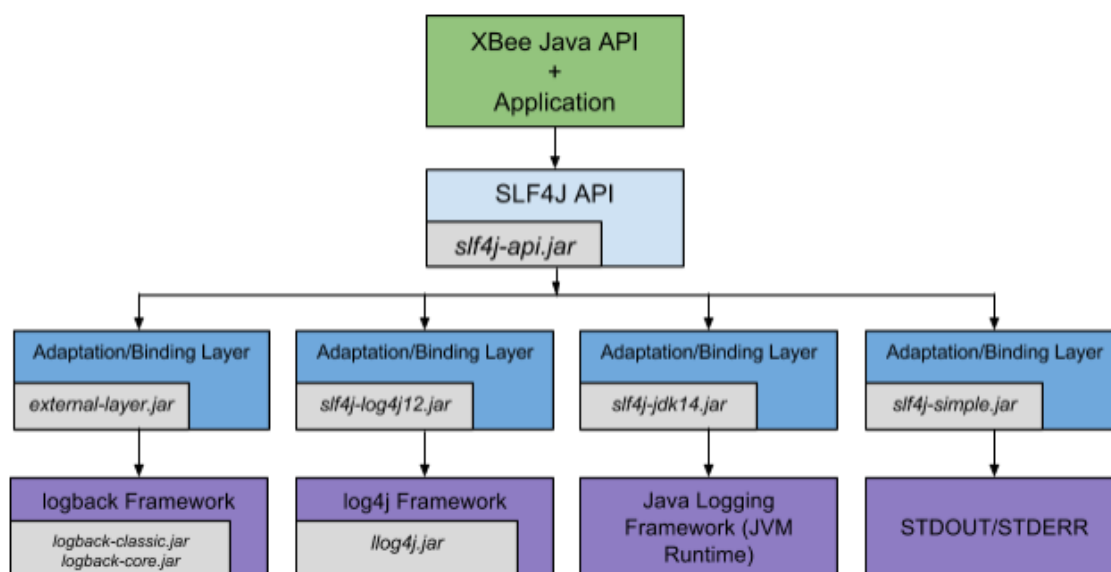 XBee Java API
+
Application
SLF4J API
slf4j-api.jar
Adaptation/Binding Layer
external-layer.jar
Adaptation/Binding Layer
slf4j-log4j12.jar
Adaptation/Binding Layer
slf4j-jdk14.jar
Adaptation/Binding Layer
slf4j-simple.jar
logback Framework
logback-classic.jar
logback-core.jar
log4j Framework
llog4j.jar
Java Logging
Framework (JVM
Runtime)
STDOUT/STDERR